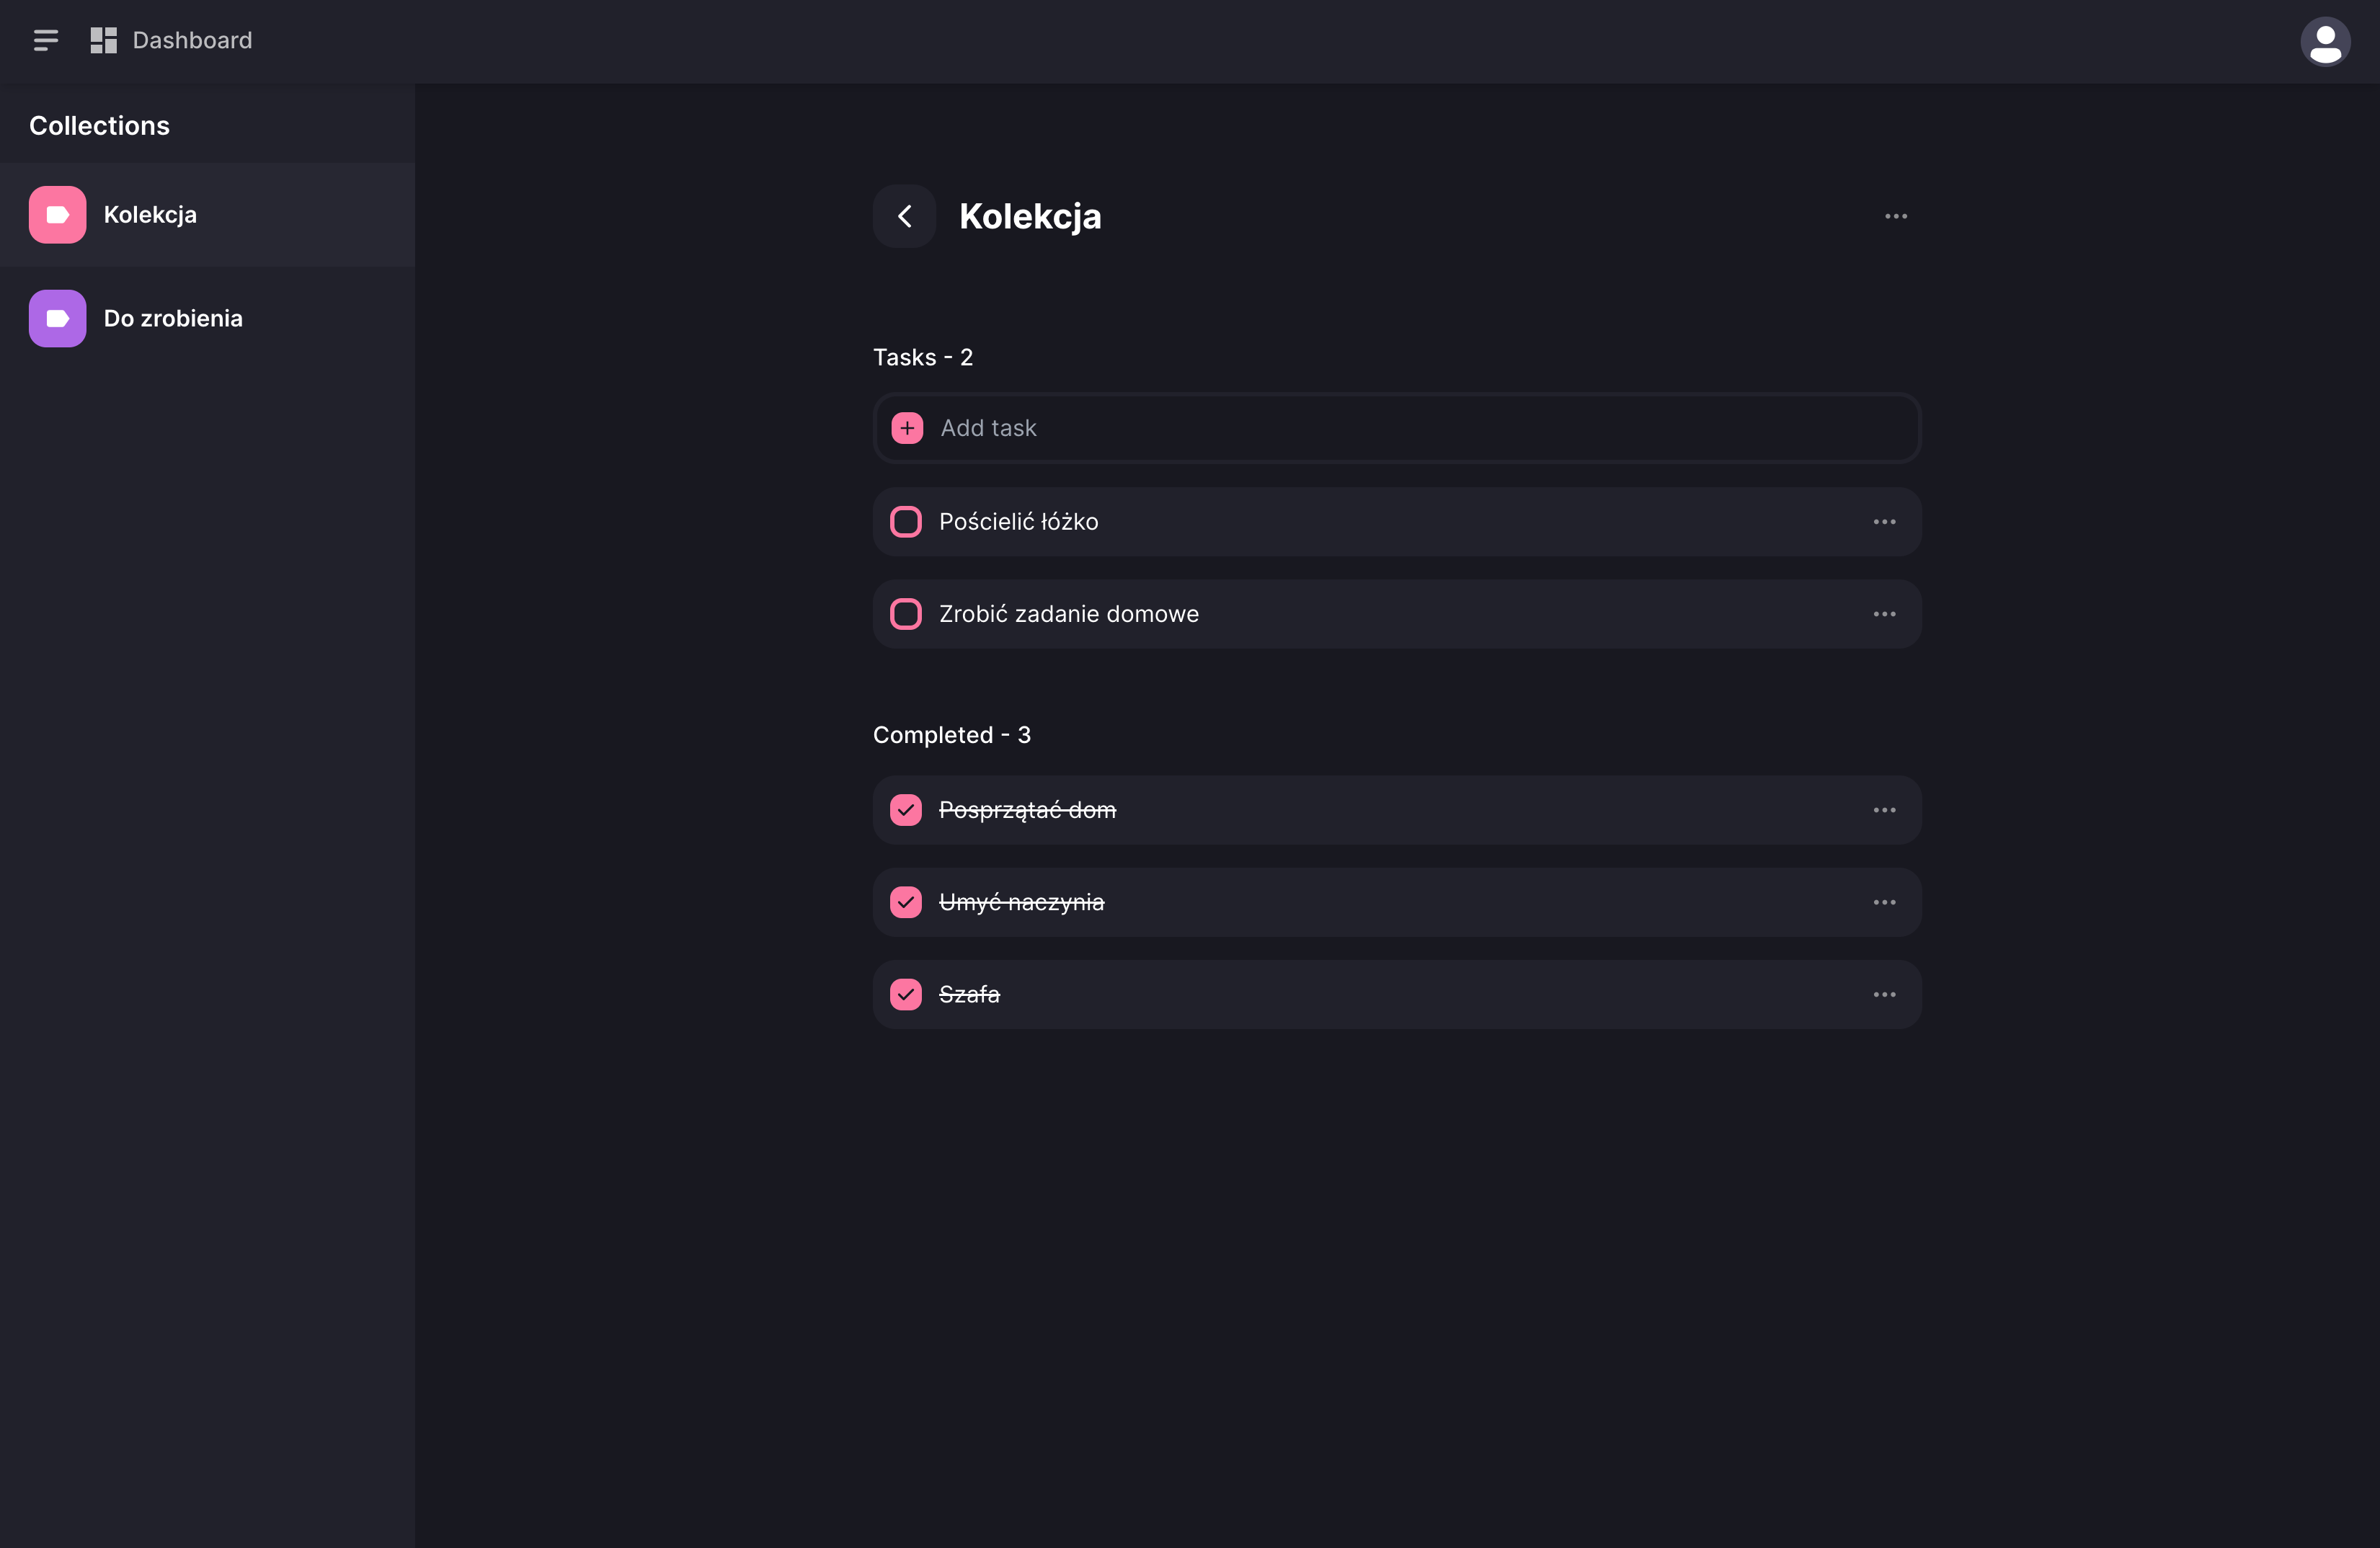 Dashboard
Collections
Kolekcja
Do zrobienia
Kolekcja
Tasks - 2
Add task
Pościelić łóżko
Zrobić zadanie domowe
Completed - 3
Posprzątać dom
Umyć naczynia
Szafa